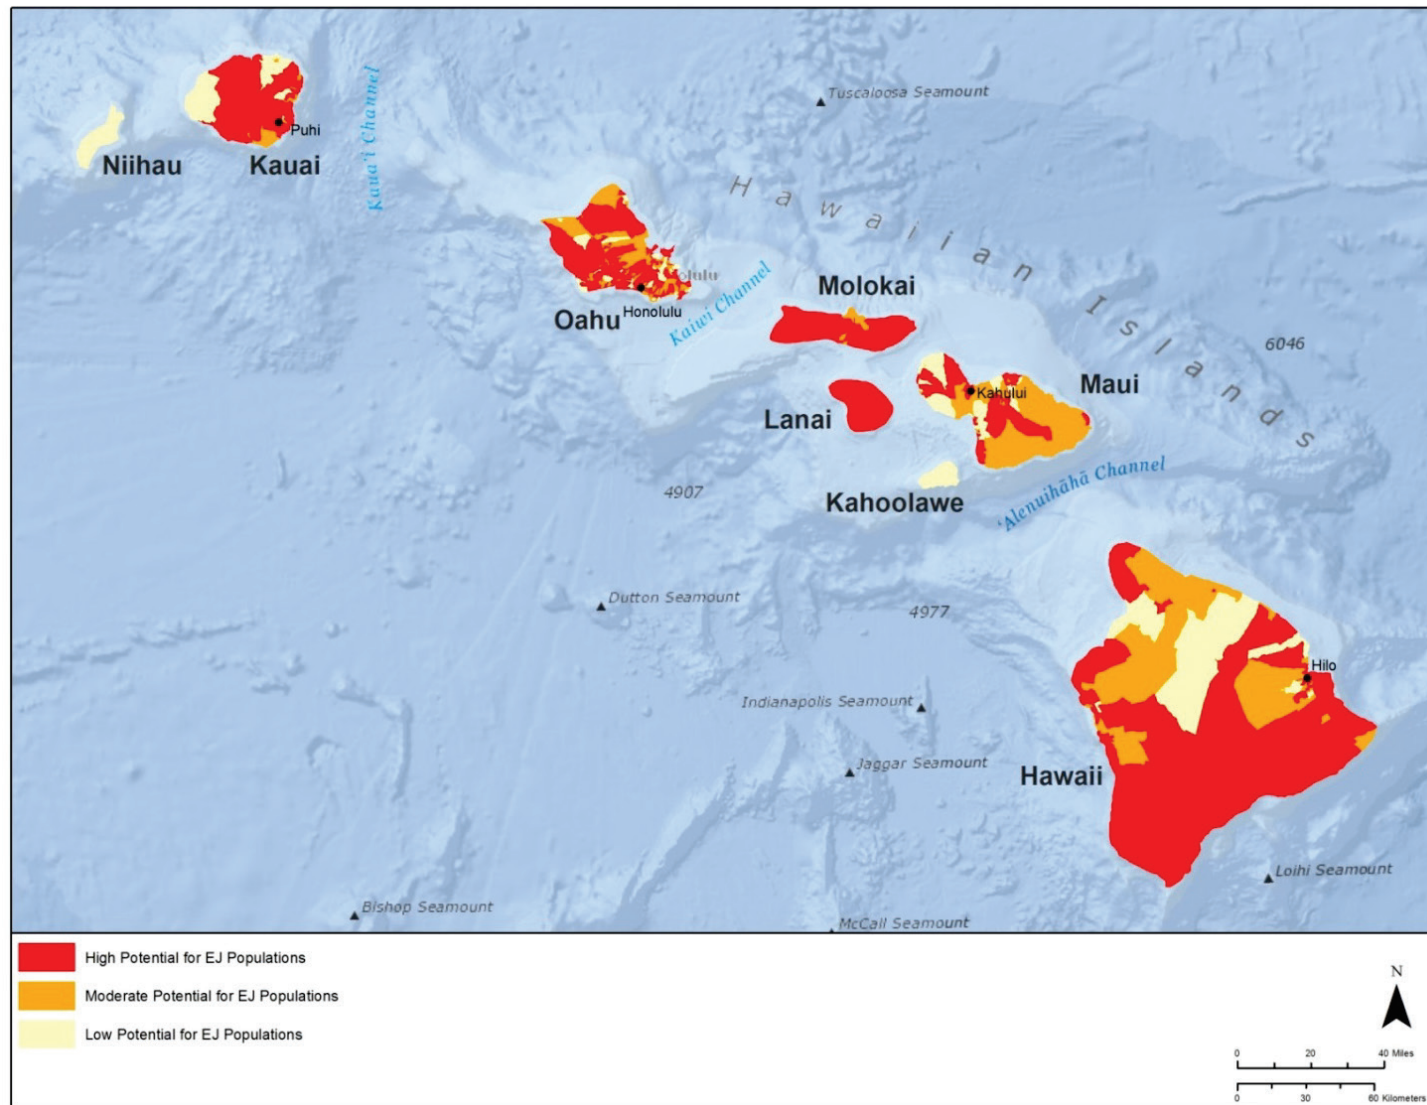 Tuscaloosa Seamount
Puhi
Niihau
Kauai
Kaua'i Channel
Hawaiian Islands
Honolulu
Oahu
Kaiwi Channel
Molokai
6046
Maui
Kahului
Lanai
4907
Kahoolawe
'Alenuihāhā Channel
Dutton Seamount
4977
Hilo
Indianapolis Seamount
Jaggar Seamount
Hawaii
Loihi Seamount
Bishop Seamount
McCall Seamount
High Potential for EJ Populations
Moderate Potential for EJ Populations
Low Potential for EJ Populations
N
0 20 40 Miles
0 30 60 Kilometers